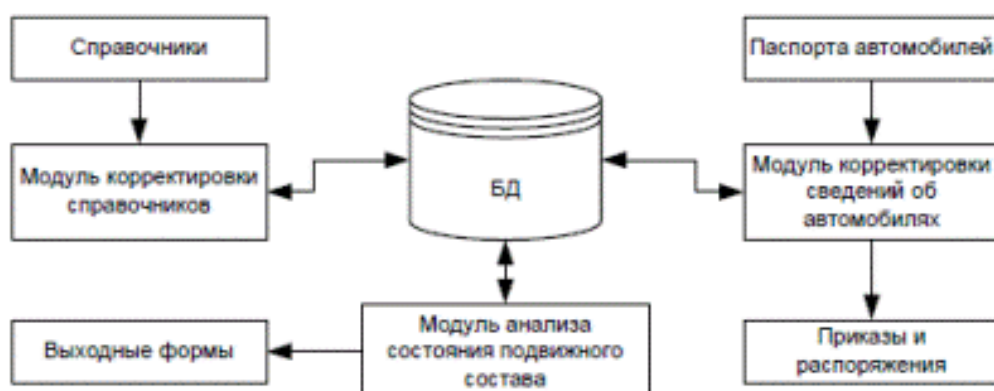 Справочники
Паспорта автомобилей
Модуль корректировки
справочников
БД
Модуль корректировки
сведений об
автомобилях
Выходные формы
Модуль анализа
состояния подвижного
состава
Приказы и
распоряжения